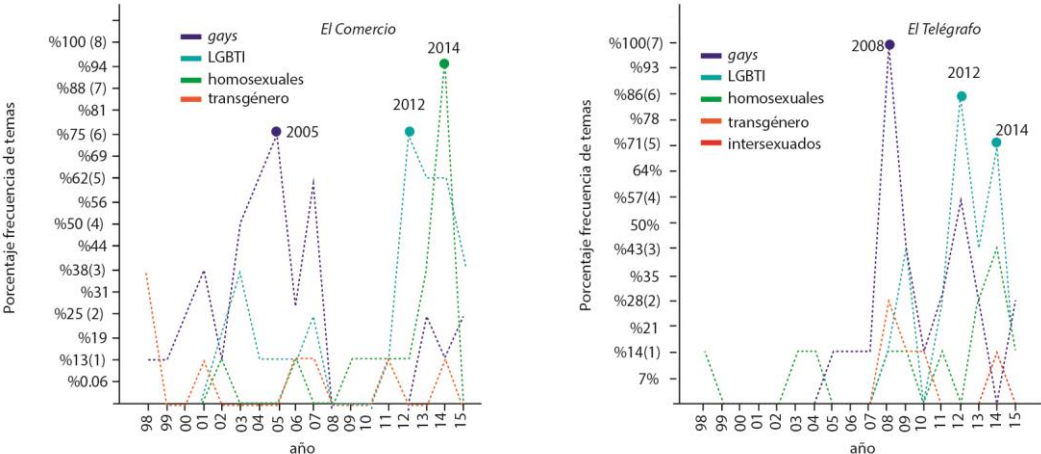 El Comercio
gays
LGBTI
homosexuales
transgénero
2005
2012
2014
Porcentaje frecuencia de temas
%100 (8)
%94
%88 (7)
%81
%75 (6)
%69
%62(5)
%56
%50 (4)
%44
%38(3)
%31
%25 (2)
%19
%13(1)
%0.06
98 99 00 01 02 03 04 05 06 07 08 09 10 11 12 13 14 15
año
El Telégrafo
gays
LGBTI
homosexuales
transgénero
intersexuados
2008
2012
2014
Porcentaje frecuencia de temas
%100(7)
%93
%86(6)
%78
%71(5)
64%
%57(4)
50%
%43(3)
%35
%28(2)
%21
%14(1)
7%
98 99 00 01 02 03 04 05 06 07 08 09 10 11 12 13 14 15
año